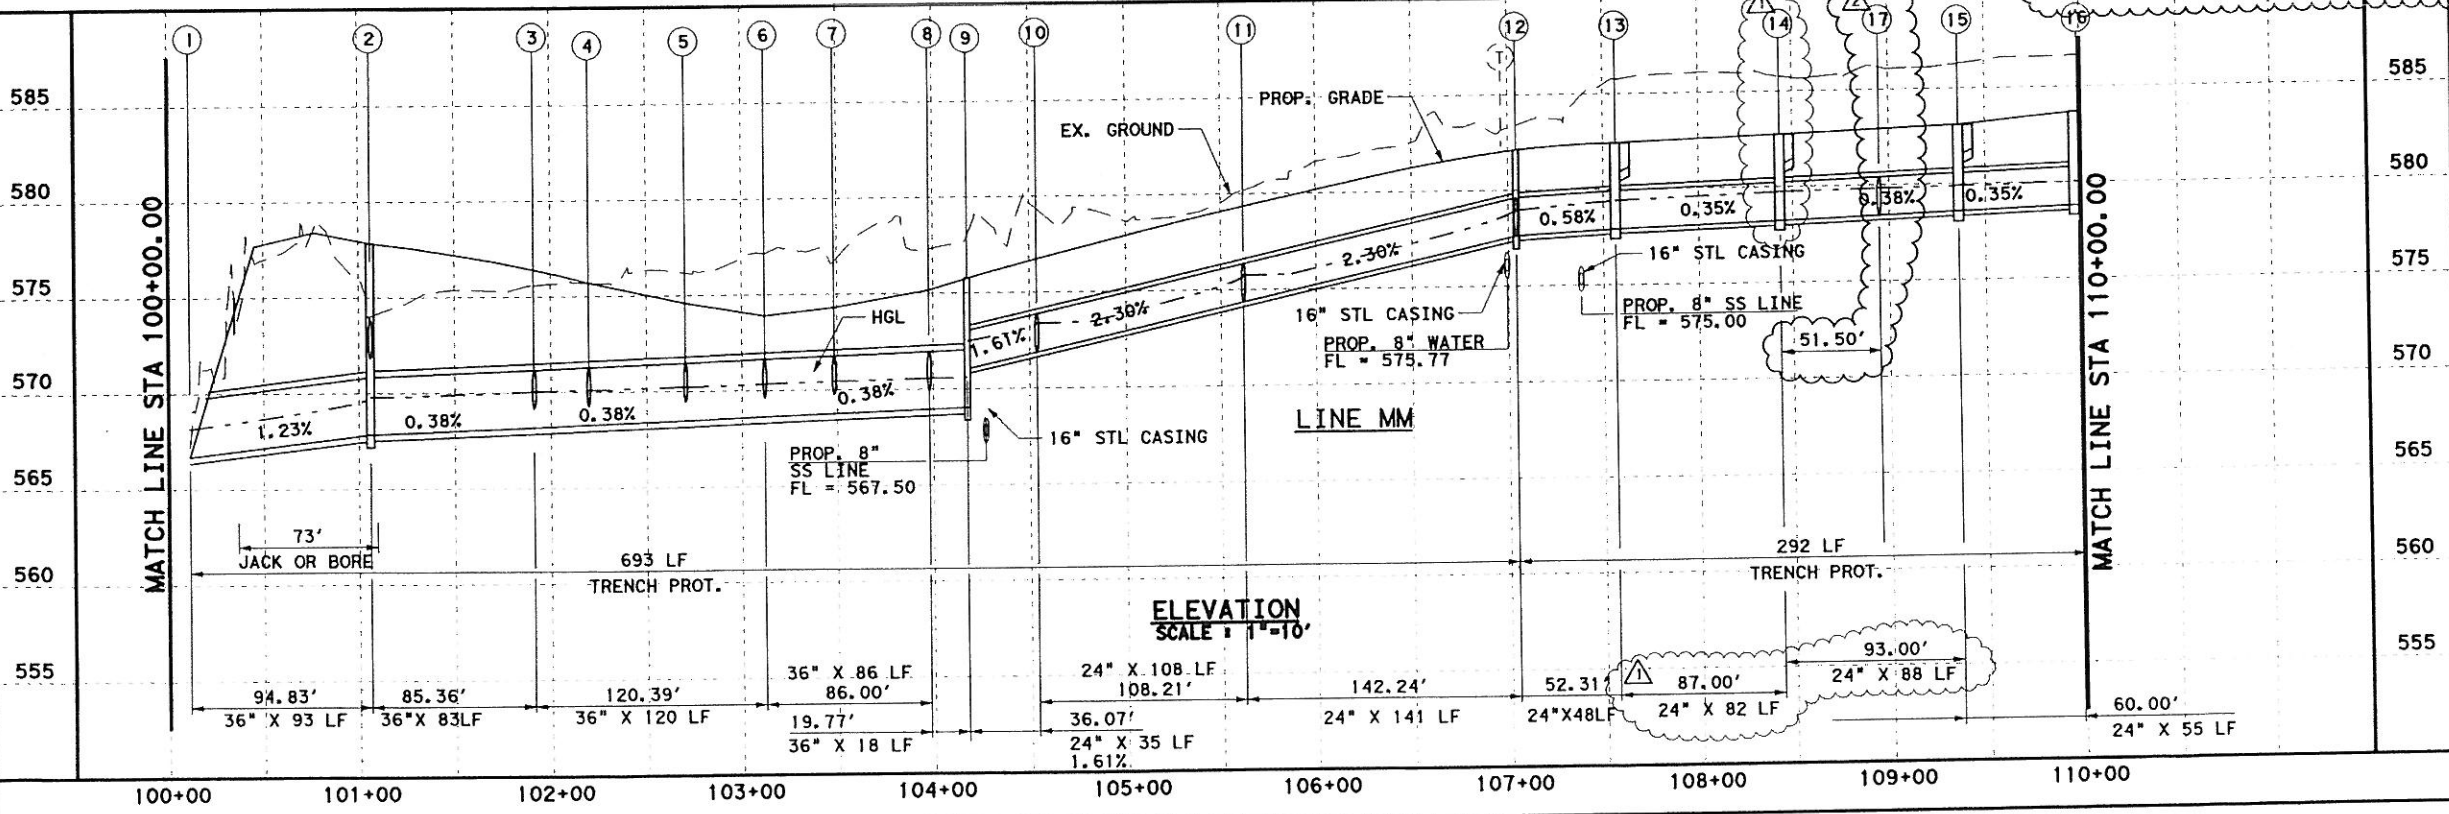 1 2 3 4 5 6 7 8 9 10 11 T 12 13 14 17 15 16
1 2
585
580
575
570
565
560
555
MATCH LINE STA 100+00.00
EX. GROUND
PROP. GRADE
HGL
1.23%
0.38%
0.38%
0.38%
1.61%
2.30%
2.30%
0.58%
0.35%
0.38%
0.35%
PROP. 8"
SS LINE
FL = 567.50
16" STL CASING
16" STL CASING
PROP. 8" WATER
FL = 575.77
16" STL CASING
PROP. 8" SS LINE
FL = 575.00
51.50'
LINE MM
73'
JACK OR BORE
693 LF
TRENCH PROT.
292 LF
TRENCH PROT.
ELEVATION
SCALE : 1"=10'
94.83'
36" X 93 LF
85.36'
36"X 83LF
120.39'
36" X 120 LF
36" X 86 LF
86.00'
19.77'
36" X 18 LF
24" X 108 LF
108.21'
36.07'
24" X 35 LF
1.61%
142.24'
24" X 141 LF
52.31'
24"X48LF
1
87.00'
24" X 82 LF
93.00'
24" X 88 LF
60.00'
24" X 55 LF
MATCH LINE STA 110+00.00
585
580
575
570
565
560
555
100+00 101+00 102+00 103+00 104+00 105+00 106+00 107+00 108+00 109+00 110+00